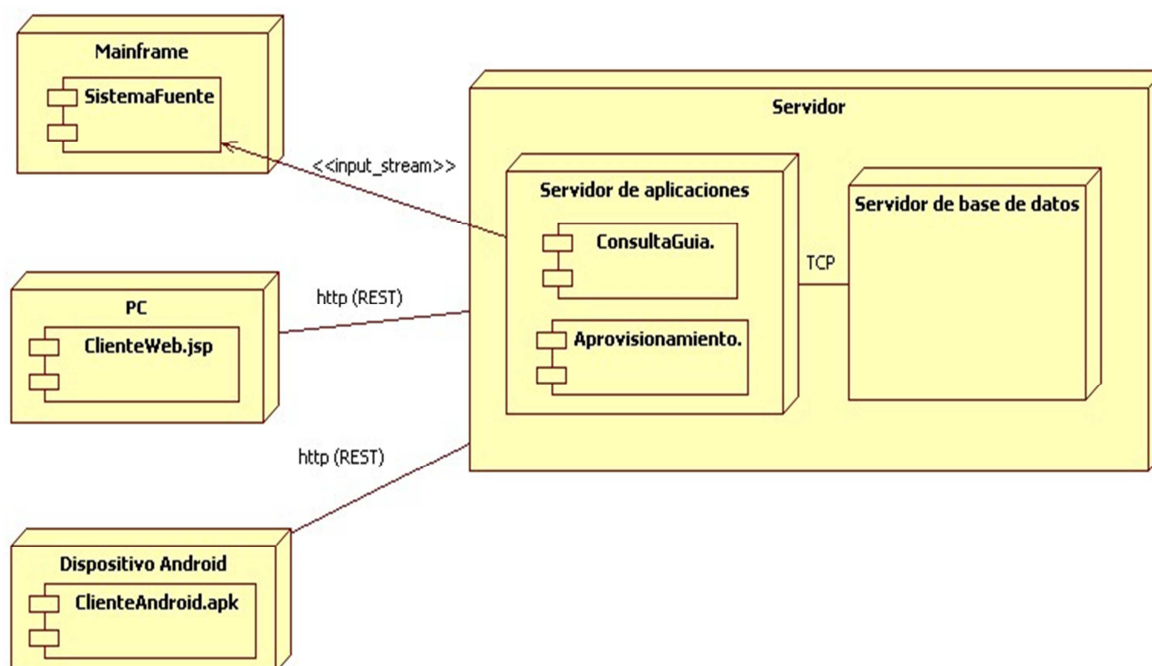 Mainframe
SistemaFuente
<<input_stream>>
Servidor
Servidor de aplicaciones
ConsultaGuia.
Aprovisionamiento.
TCP
Servidor de base de datos
http (REST)
PC
ClienteWeb.jsp
http (REST)
Dispositivo Android
ClienteAndroid.apk